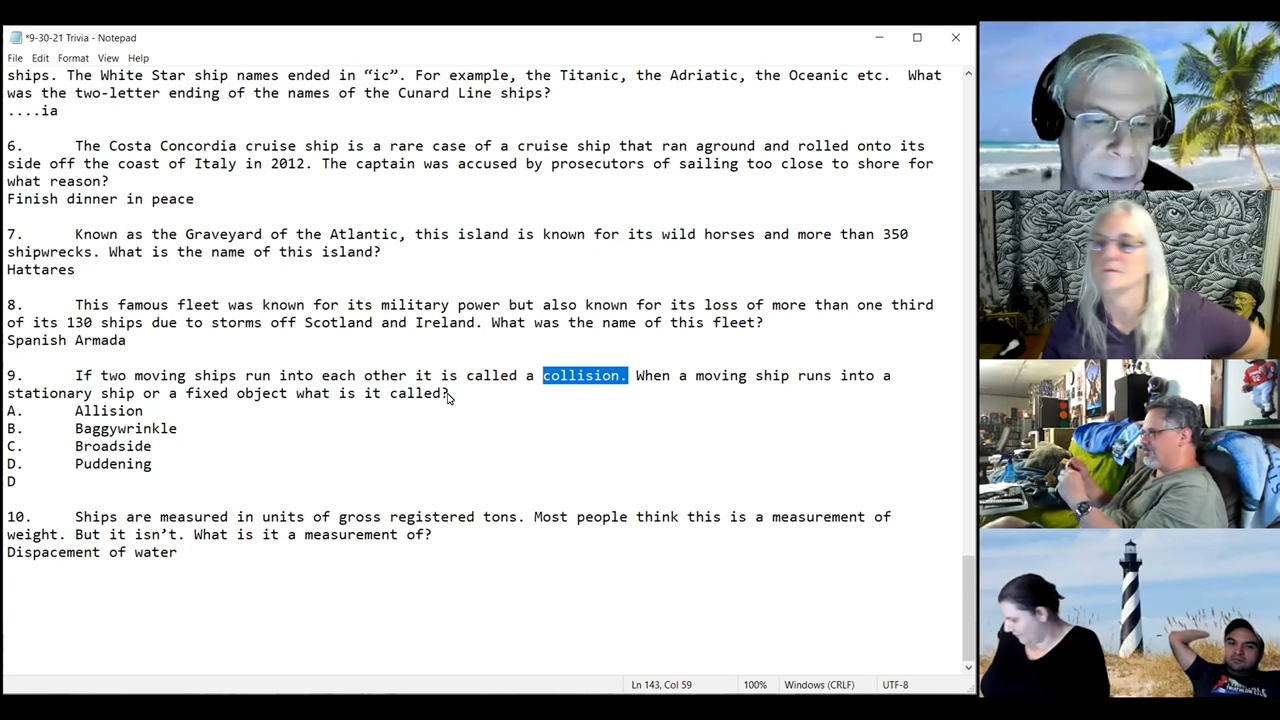 *9-30-21 Trivia - Notepad
File Edit Format View Help
ships. The White Star ship names ended in “ic”. For example, the Titanic, the Adriatic, the Oceanic etc.  What
was the two-letter ending of the names of the Cunard Line ships?
....ia
6. The Costa Concordia cruise ship is a rare case of a cruise ship that ran aground and rolled onto its
side off the coast of Italy in 2012. The captain was accused by prosecutors of sailing too close to shore for
what reason?
Finish dinner in peace
7. Known as the Graveyard of the Atlantic, this island is known for its wild horses and more than 350
shipwrecks. What is the name of this island?
Hattares
8. This famous fleet was known for its military power but also known for its loss of more than one third
of its 130 ships due to storms off Scotland and Ireland. What was the name of this fleet?
Spanish Armada
9. If two moving ships run into each other it is called a collision. When a moving ship runs into a
stationary ship or a fixed object what is it called?
A. Allision
B. Baggywrinkle
C. Broadside
D. Puddening
D
10. Ships are measured in units of gross registered tons. Most people think this is a measurement of
weight. But it isn’t. What is it a measurement of?
Dispacement of water
Ln 143, Col 59 100% Windows (CRLF) UTF-8